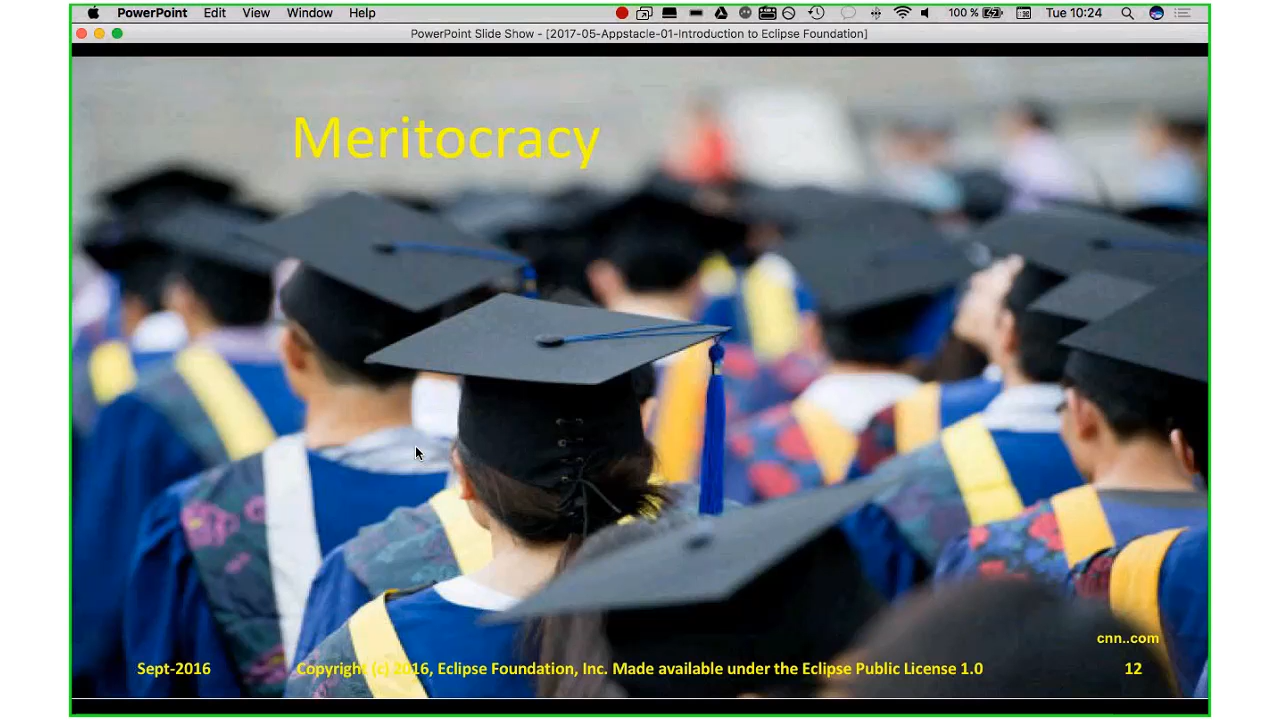 PowerPoint Edit View Window Help 100 % Tue 10:24
PowerPoint Slide Show - [2017-05-Appstacle-01-Introduction to Eclipse Foundation]
Meritocracy
cnn..com
Sept-2016 Copyright (c) 2016, Eclipse Foundation, Inc. Made available under the Eclipse Public License 1.0 12